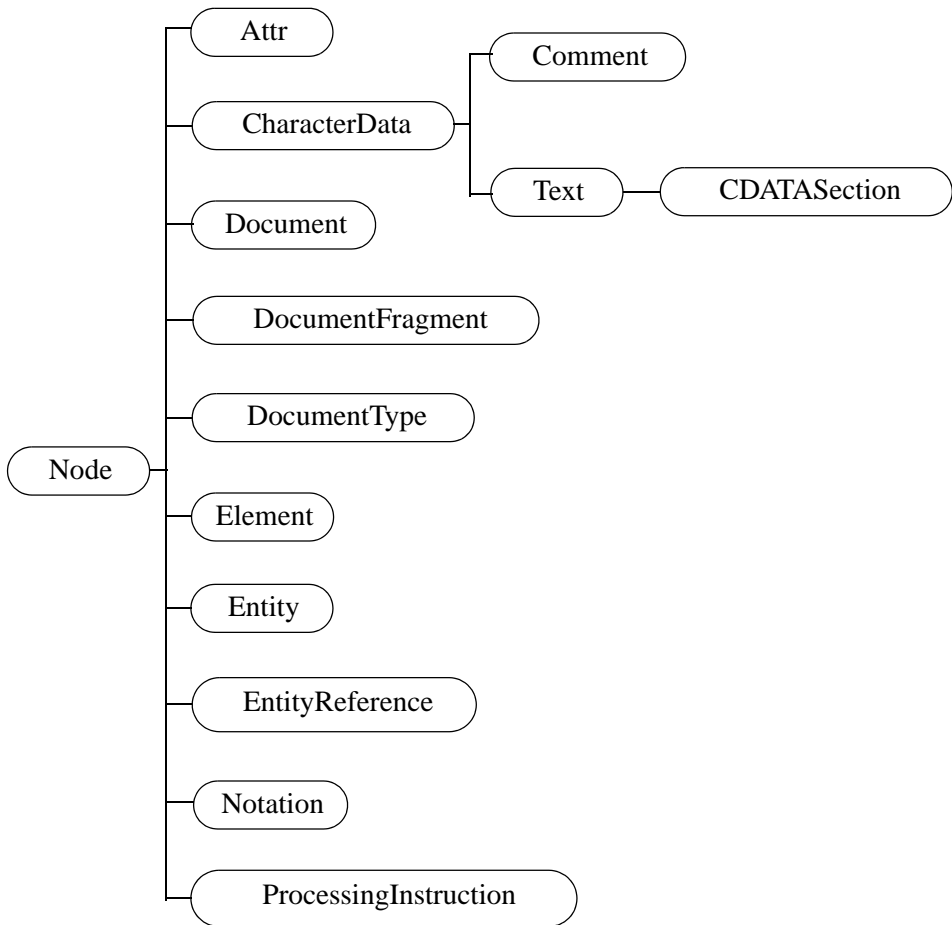 Attr
Comment
CharacterData
Text
CDATASection
Document
DocumentFragment
DocumentType
Node
Element
Entity
EntityReference
Notation
ProcessingInstruction